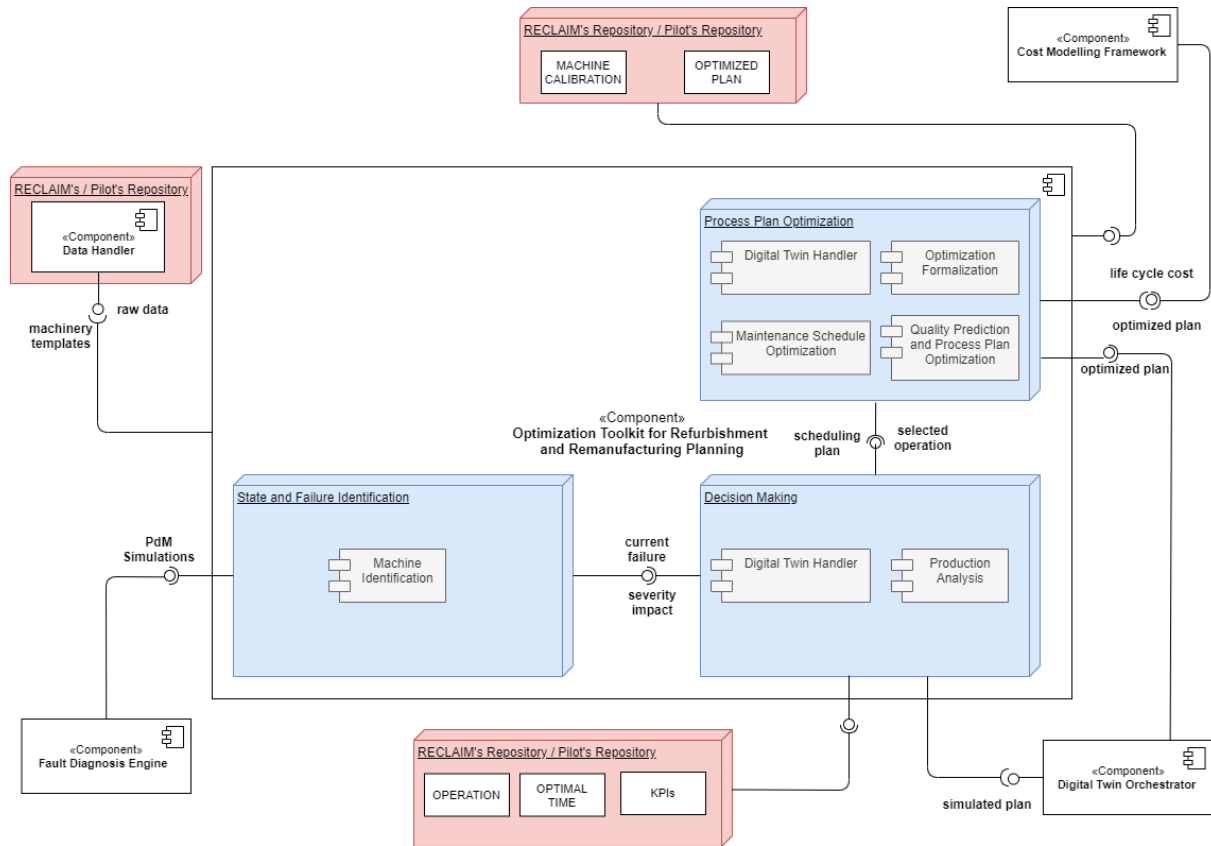 RECLAIM's Repository / Pilot's Repository
MACHINE
CALIBRATION
OPTIMIZED
PLAN
«Component»
Cost Modelling Framework
RECLAIM's / Pilot's Repository
«Component»
Data Handler
raw data
machinery
templates
Process Plan Optimization
Digital Twin Handler
Optimization
Formalization
Maintenance Schedule
Optimization
Quality Prediction
and Process Plan
Optimization
life cycle cost
optimized plan
optimized plan
«Component»
Optimization Toolkit for Refurbishment
and Remanufacturing Planning
scheduling
plan
selected
operation
State and Failure Identification
Machine
Identification
PdM
Simulations
current
failure
severity
impact
Decision Making
Digital Twin Handler
Production
Analysis
«Component»
Fault Diagnosis Engine
RECLAIM's Repository / Pilot's Repository
OPERATION
OPTIMAL
TIME
KPIs
simulated plan
«Component»
Digital Twin Orchestrator